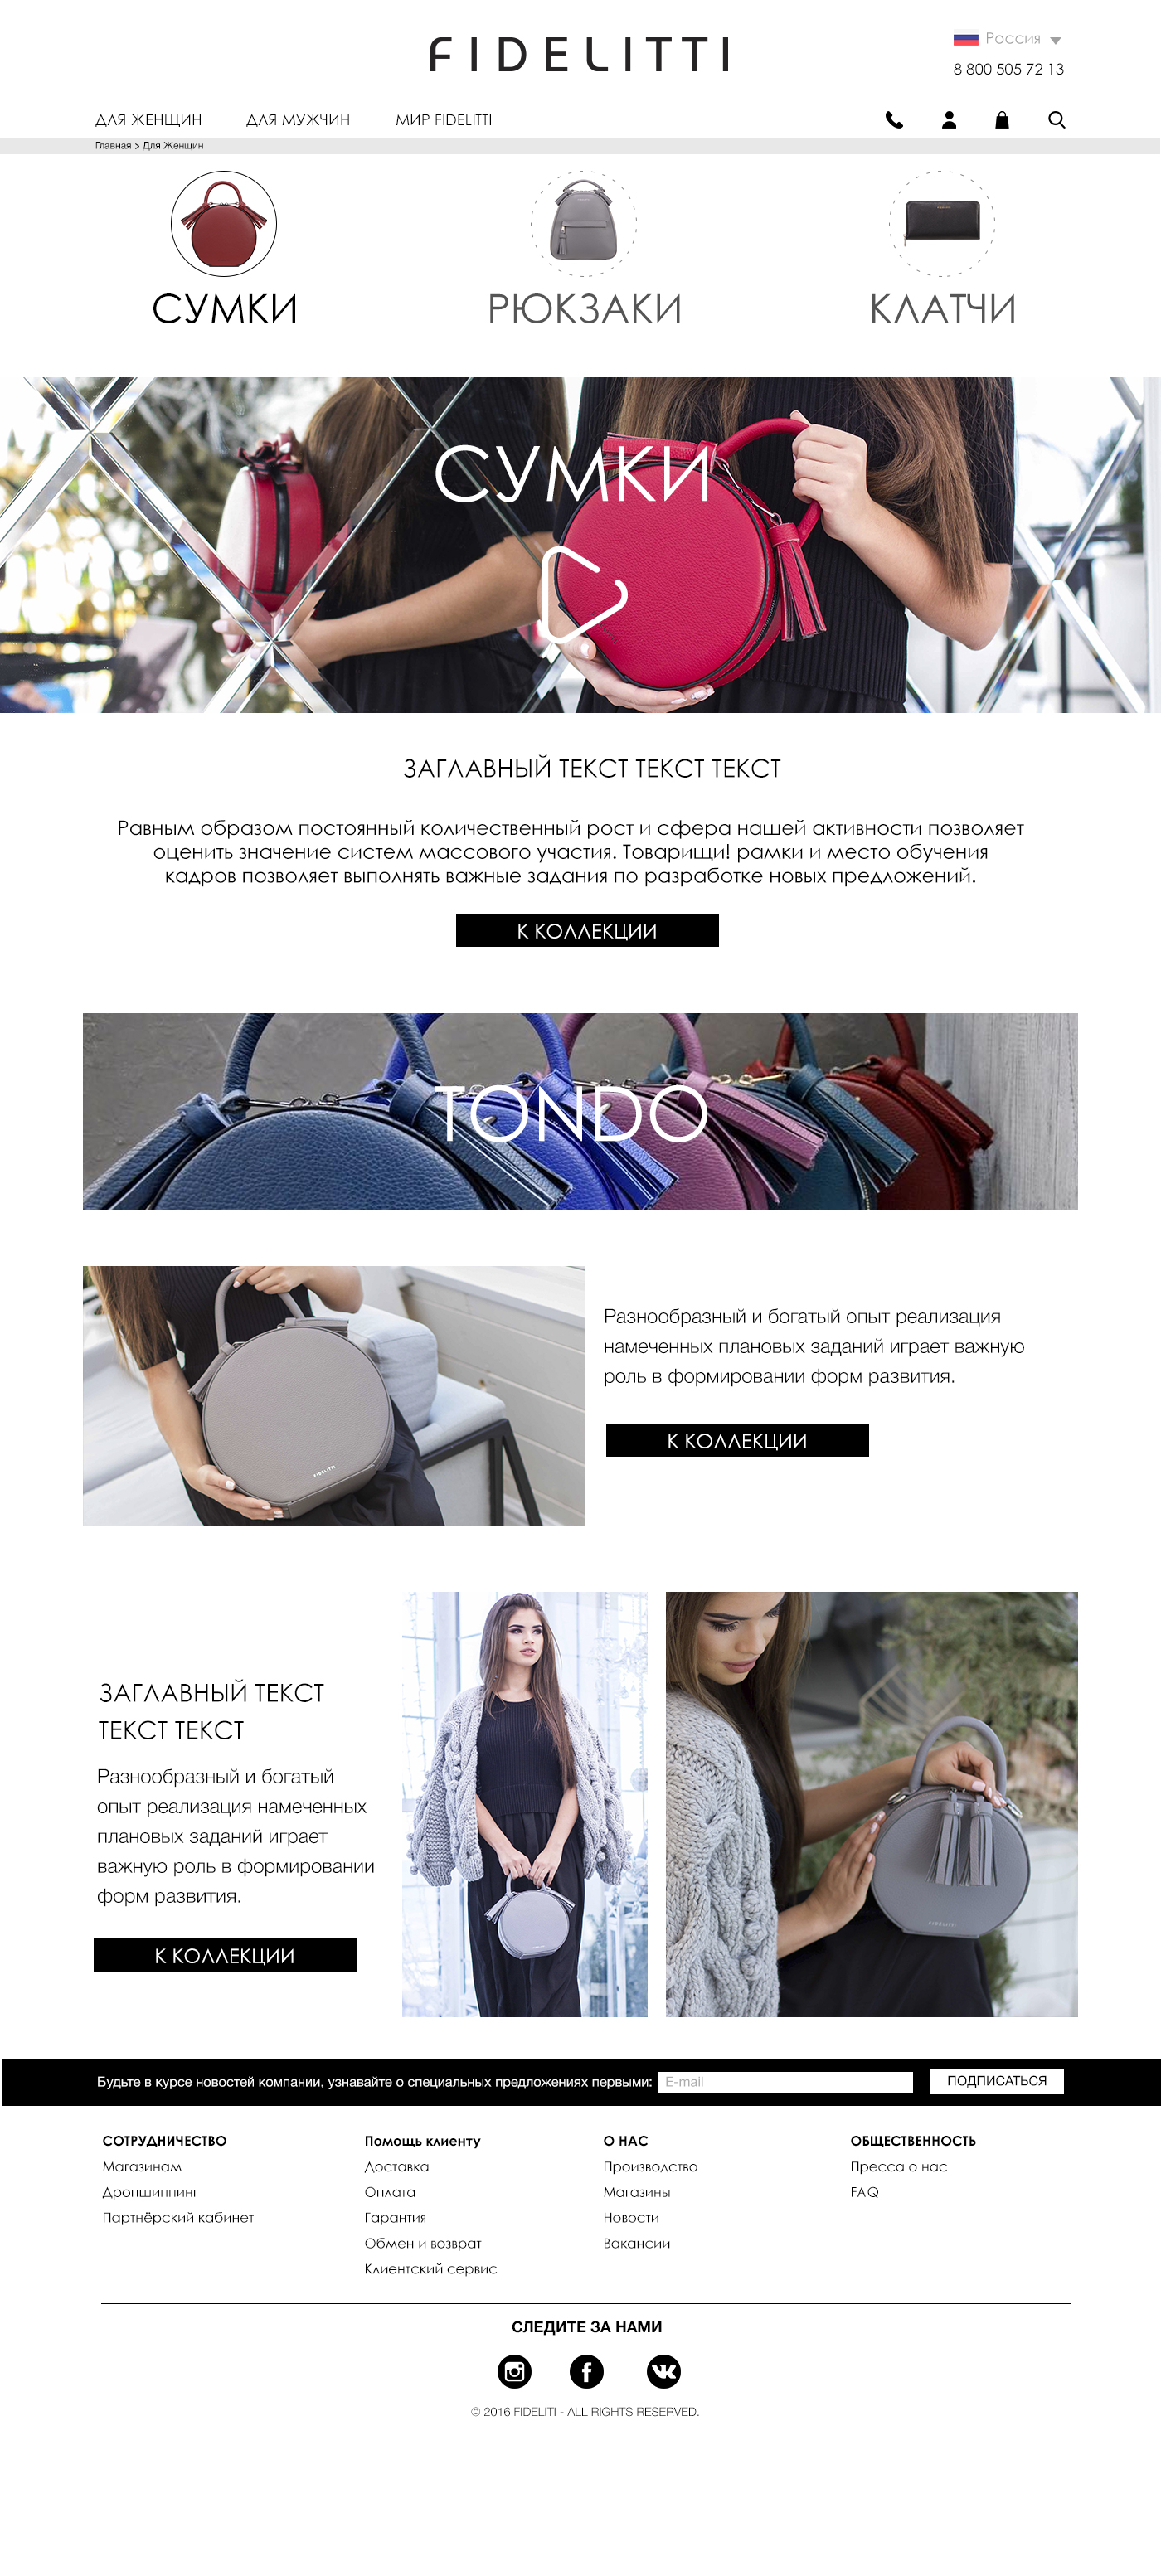 FIDELITTI
Россия
8 800 505 72 13
ДЛЯ ЖЕНЩИН
ДЛЯ МУЖЧИН
МИР FIDELITTI
Главная > Для Женщин
СУМКИ
РЮКЗАКИ
КЛАТЧИ
СУМКИ
ЗАГЛАВНЫЙ ТЕКСТ ТЕКСТ ТЕКСТ
Равным образом постоянный количественный рост и сфера нашей активности позволяет
оценить значение систем массового участия. Товарищи! рамки и место обучения
кадров позволяет выполнять важные задания по разработке новых предложений.
К КОЛЛЕКЦИИ
TONDO
FIDELITTI
Разнообразный и богатый опыт реализация
намеченных плановых заданий играет важную
роль в формировании форм развития.
К КОЛЛЕКЦИИ
ЗАГЛАВНЫЙ ТЕКСТ
ТЕКСТ ТЕКСТ
Разнообразный и богатый
опыт реализация намеченных
плановых заданий играет
важную роль в формировании
форм развития.
К КОЛЛЕКЦИИ
FIDELITTI
Будьте в курсе новостей компании, узнавайте о специальных предложениях первыми:
E-mail
ПОДПИСАТЬСЯ
СОТРУДНИЧЕСТВО
Магазинам
Дропшиппинг
Партнёрский кабинет
Помощь клиенту
Доставка
Оплата
Гарантия
Обмен и возврат
Клиентский сервис
О НАС
Производство
Магазины
Новости
Вакансии
ОБЩЕСТВЕННОСТЬ
Пресса о нас
FAQ
СЛЕДИТЕ ЗА НАМИ
© 2016 FIDELITI - ALL RIGHTS RESERVED.